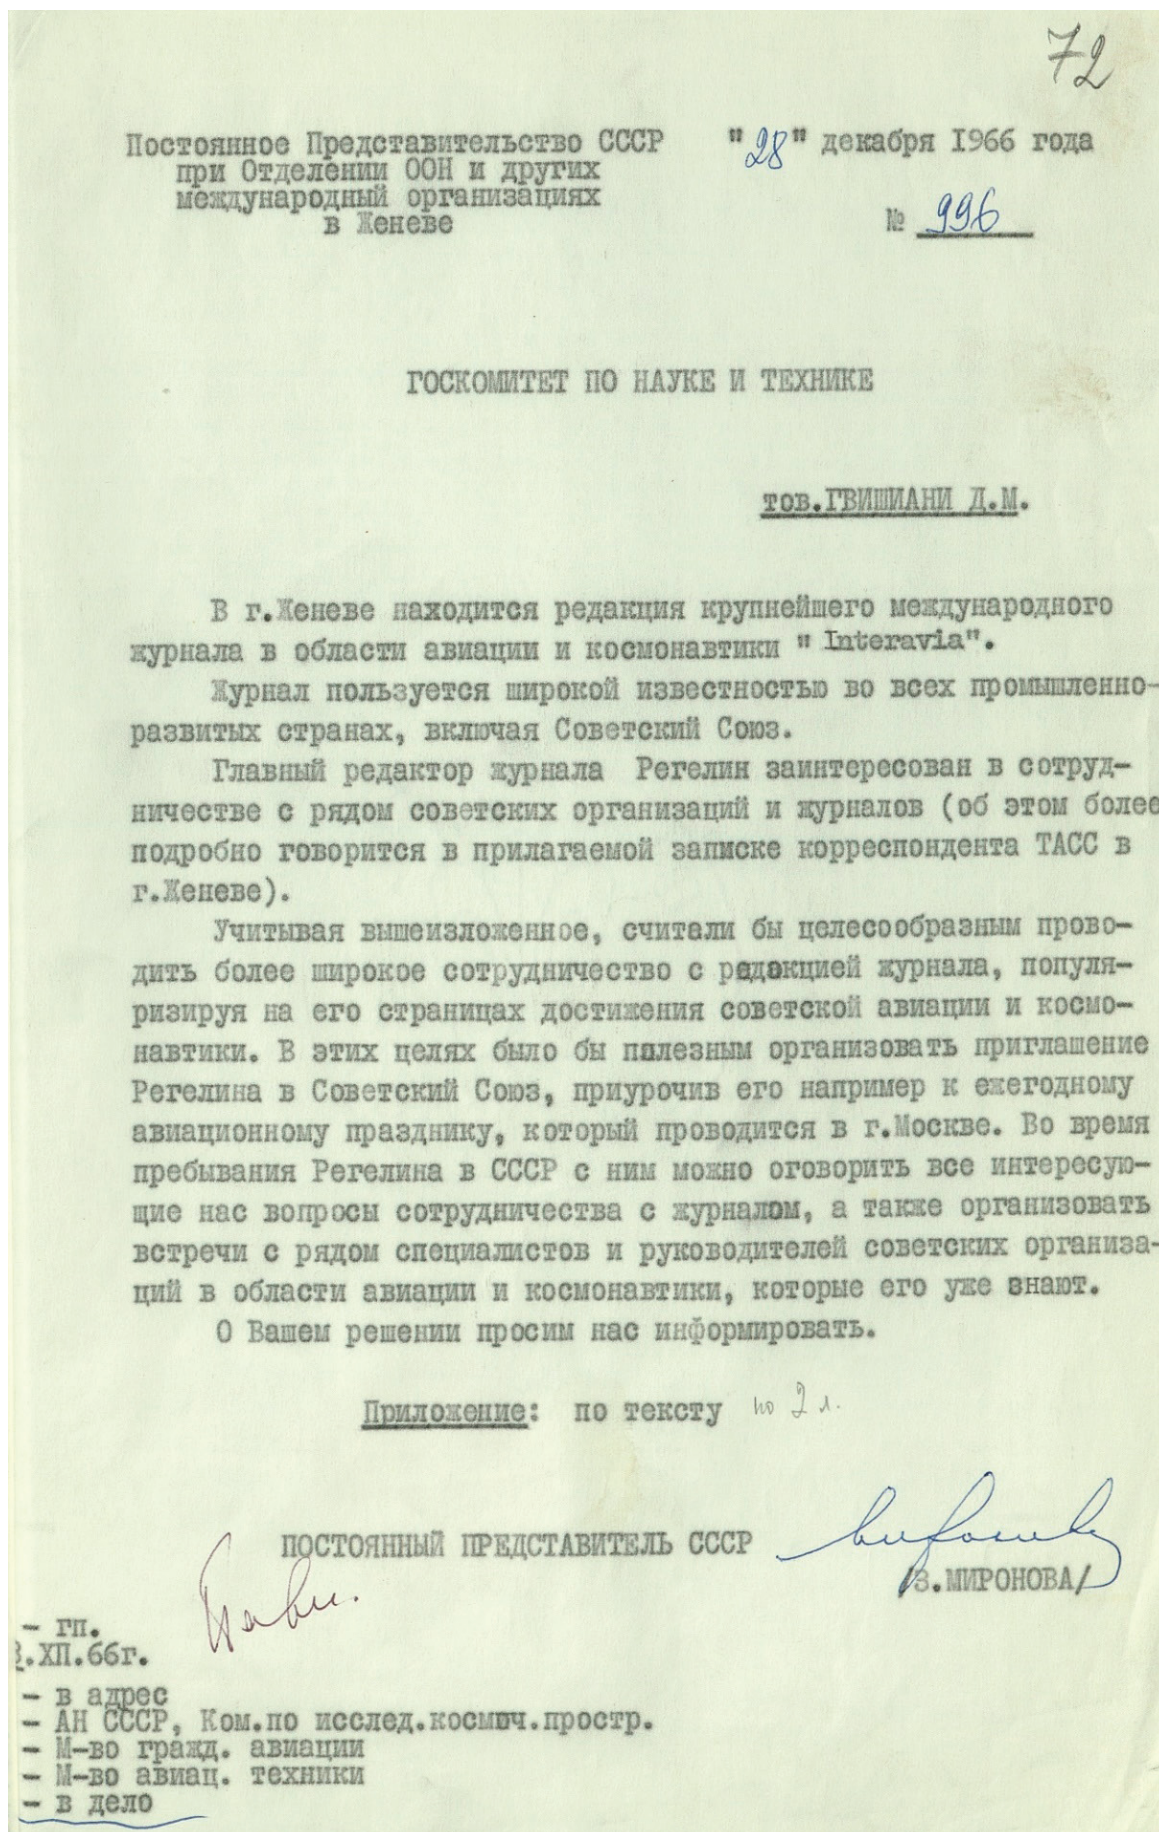 72
Постоянное Представительство СССР "28" декабря 1966 года
при Отделении ООН и других
международный организациях
в Женеве
№ 996
ГОСКОМИТЕТ ПО НАУКЕ И ТЕХНИКЕ
тов.ГВИШИАНИ Д.М.
В г.Женеве находится редакция крупнейшего международного
журнала в области авиации и космонавтики "Interavia".
Журнал пользуется широкой известностью во всех промышленно-
развитых странах, включая Советский Союз.
Главный редактор журнала Регелин заинтересован в сотруд-
ничестве с рядом советских организаций и журналов (об этом более
подробно говорится в прилагаемой записке корреспондента ТАСС в
г.Женеве).
Учитывая вышеизложенное, считали бы целесообразным прово-
дить более широкое сотрудничество с редакцией журнала, популя-
ризируя на его страницах достижения советской авиации и космо-
навтики. В этих целях было бы полезным организовать приглашение
Регелина в Советский Союз, приурочив его например к ежегодному
авиационному празднику, который проводится в г.Москве. Во время
пребывания Регелина в СССР с ним можно оговорить все интересую-
щие нас вопросы сотрудничества с журналом, а также организовать
встречи с рядом специалистов и руководителей советских организа-
ций в области авиации и космонавтики, которые его уже знают.
О Вашем решении просим нас информировать.
Приложение: по тексту на 2 л.
ПОСТОЯННЫЙ ПРЕДСТАВИТЕЛЬ СССР
/З.МИРОНОВА/
- гп.
.ХП.66г.
- в адрес
- АН СССР, Ком.по исслед.космич.простр.
- М-во гражд. авиации
- М-во авиац. техники
- в дело